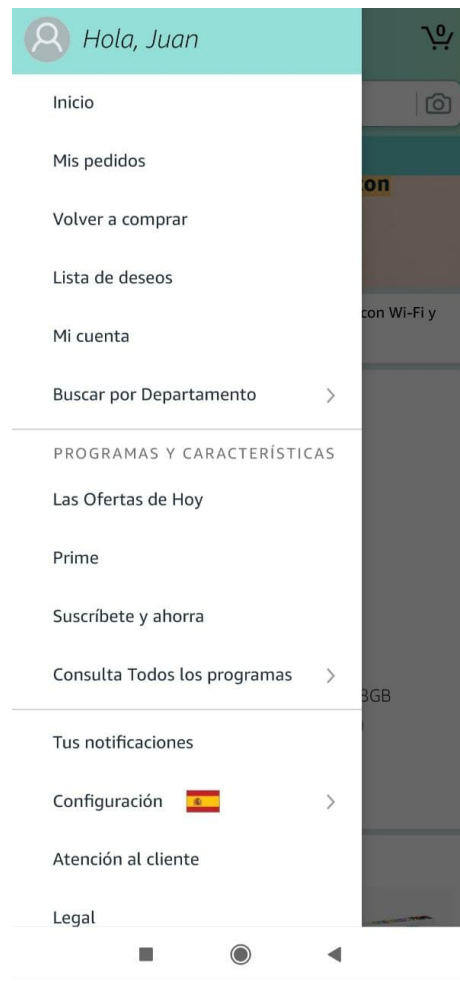 Hola, Juan
0
Inicio
Mis pedidos
on
Volver a comprar
Lista de deseos
con Wi-Fi y
Mi cuenta
Buscar por Departamento
PROGRAMAS Y CARACTERÍSTICAS
Las Ofertas de Hoy
Prime
Suscríbete y ahorra
Consulta Todos los programas
Tus notificaciones
Configuración
Atención al cliente
Legal